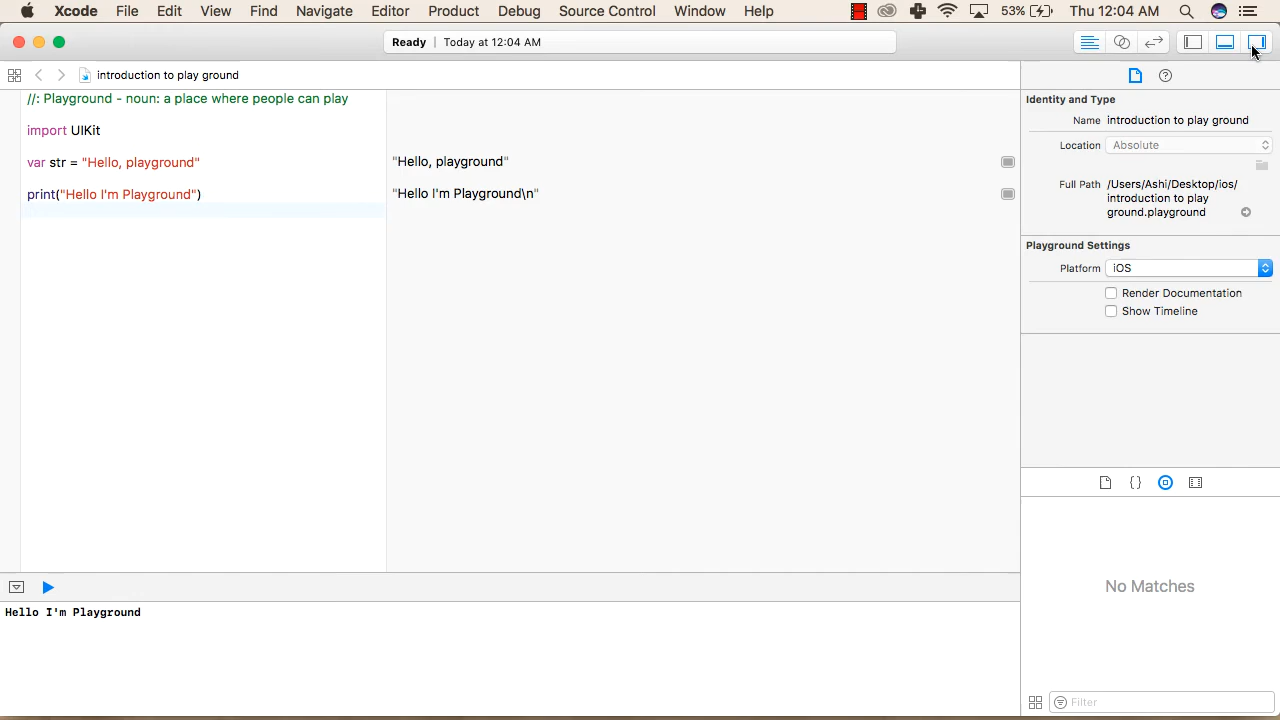 Xcode File Edit View Find Navigate Editor Product Debug Source Control Window Help 53% Thu 12:04 AM
Ready | Today at 12:04 AM
introduction to play ground
//: Playground - noun: a place where people can play
import UIKit
var str = "Hello, playground"
print("Hello I'm Playground")
"Hello, playground"
"Hello I'm Playground\n"
Identity and Type
Name introduction to play ground
Location Absolute
Full Path /Users/Ashi/Desktop/ios/
introduction to play
ground.playground
Playground Settings
Platform iOS
Render Documentation
Show Timeline
{ }
No Matches
Filter
Hello I'm Playground